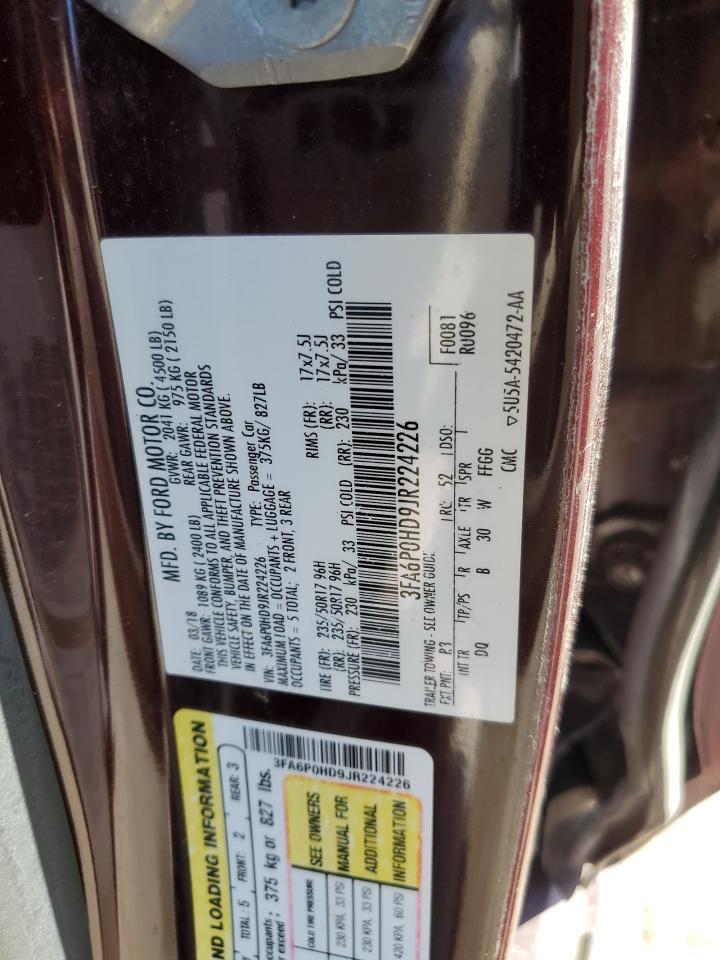 MFD. BY FORD MOTOR CO.
DATE: 03/18 GVWR: 2041 KG ( 4500 LB)
FRONT GAWR: 1089 KG ( 2400 LB) REAR GAWR: 975 KG ( 2150 LB)
THIS VEHICLE CONFORMS TO ALL APPLICABLE FEDERAL MOTOR
VEHICLE SAFETY, BUMPER, AND THEFT PREVENTION STANDARDS
IN EFFECT ON THE DATE OF MANUFACTURE SHOWN ABOVE.
VIN: 3FA6P0HD9JR224226 TYPE: Passenger Car
MAXIMUM LOAD = OCCUPANTS + LUGGAGE = 375KG/ 827LB
OCCUPANTS = 5 TOTAL; 2 FRONT, 3 REAR
TIRE (FR): 235/50R17 96H RIMS (FR): 17x7.5J
(RR): 235/50R17 96H (RR): 17x7.5J
PRESSURE (FR): 230 kPa/ 33 PSI COLD (RR): 230 kPa/ 33 PSI COLD
3FA6P0HD9JR224226
TRAILER TOWING - SEE OWNER GUIDE
F0081
RU096
EXT PNT: P3 RC: 52 DSO:
INT TR TP/PS R AXLE TR SPR
DQ B 30 W FFGG
CMC
▽5U5A-5420472-AA
ND LOADING INFORMATION
TOTAL: 5 FRONT: 2 REAR: 3
occupants: 375 kg or 827 lbs.
exceed:
3FA6P0HD9JR224226
COLD TIRE PRESSURE
SEE OWNERS
230 KPA, 33 PSI
MANUAL FOR
230 KPA, 33 PSI
ADDITIONAL
420 KPA, 60 PSI
INFORMATION